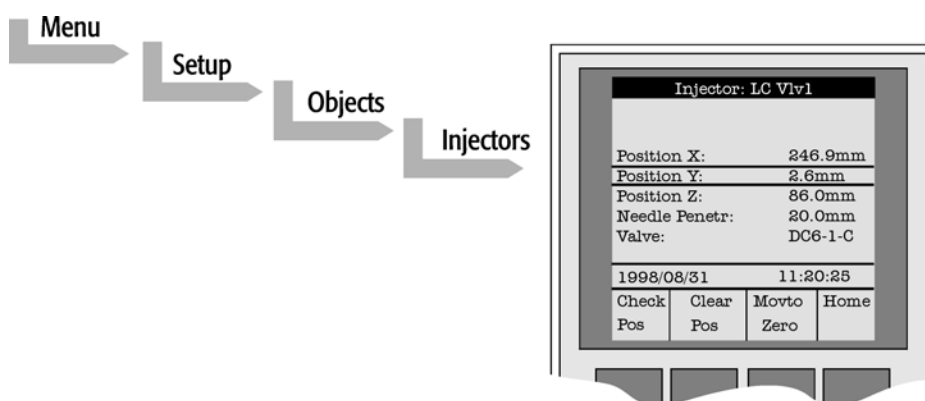 Menu
Setup
Objects
Injectors
Injector: LC Vlv1
Position X: 246.9mm
Position Y: 2.6mm
Position Z: 86.0mm
Needle Penetr: 20.0mm
Valve: DC6-1-C
1998/08/31 11:20:25
Check Clear Movto Home
Pos Pos Zero